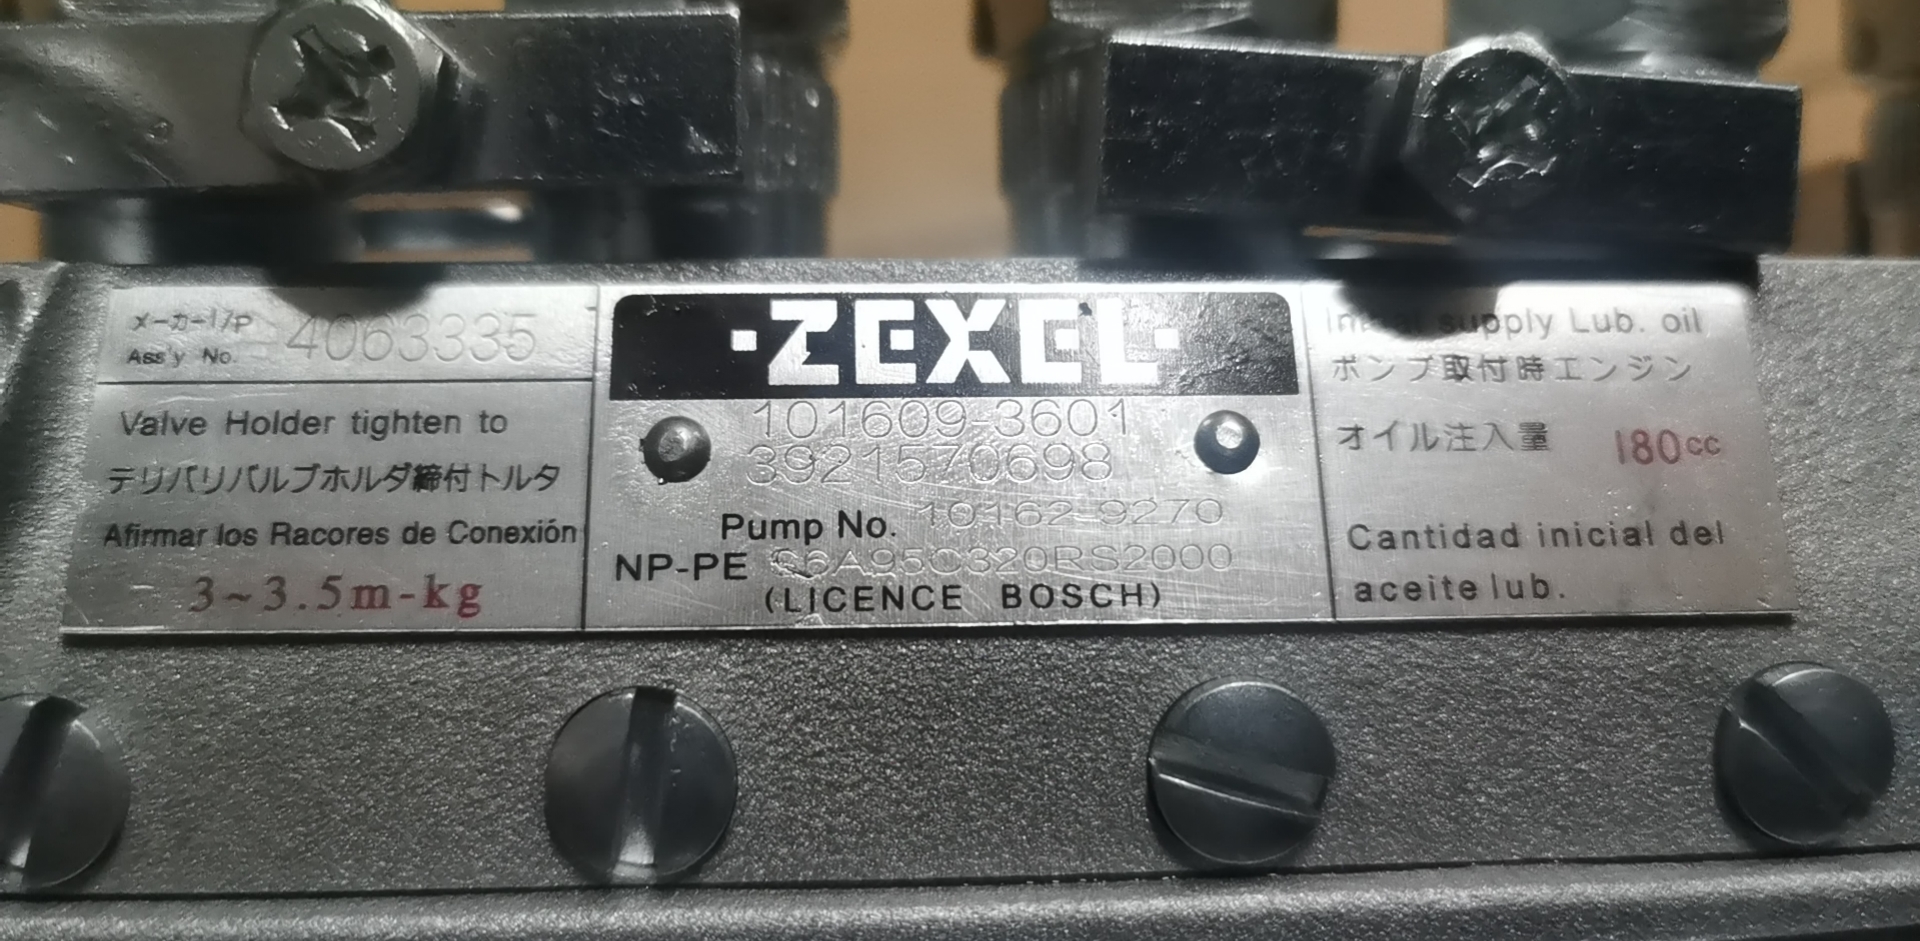 メーカーI/P
Ass'y No. 4063335
Valve Holder tighten to
テリバリバルブホルダ締付トルタ
Afirmar los Racores de Conexión
3~3.5m-kg
·ZEXEL·
101609-3601
3921570698
Pump No. 10162-9270
NP-PE S6A95C320RS2000
(LICENCE BOSCH)
supply Lub. oil
ポンプ取付時エンジン
オイル注入量 180cc
Cantidad inicial del
aceite lub.